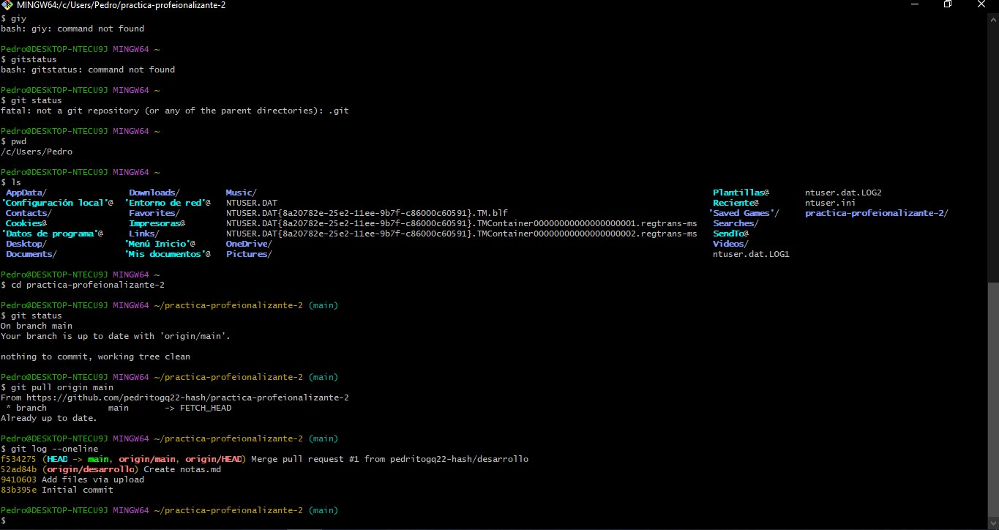 MINGW64:/c/Users/Pedro/practica-profeionalizante-2
$ giy
bash: giy: command not found
Pedro@DESKTOP-NTECU9J MINGW64 ~
$ gitstatus
bash: gitstatus: command not found
Pedro@DESKTOP-NTECU9J MINGW64 ~
$ git status
fatal: not a git repository (or any of the parent directories): .git
Pedro@DESKTOP-NTECU9J MINGW64 ~
$ pwd
/c/Users/Pedro
Pedro@DESKTOP-NTECU9J MINGW64 ~
$ ls
AppData/ Downloads/ Music/ Plantillas@ ntuser.dat.LOG2
'Configuración local'@ 'Entorno de red'@ NTUSER.DAT Reciente@ ntuser.ini
Contacts/ Favorites/ NTUSER.DAT{8a20782e-25e2-11ee-9b7f-c86000c60591}.TM.blf 'Saved Games'/ practica-profeionalizante-2/
Cookies@ Impresoras@ NTUSER.DAT{8a20782e-25e2-11ee-9b7f-c86000c60591}.TMContainer00000000000000000001.regtrans-ms Searches/
'Datos de programa'@ Links/ NTUSER.DAT{8a20782e-25e2-11ee-9b7f-c86000c60591}.TMContainer00000000000000000002.regtrans-ms SendTo@
Desktop/ 'Menú Inicio'@ OneDrive/ Videos/
Documents/ 'Mis documentos'@ Pictures/ ntuser.dat.LOG1
Pedro@DESKTOP-NTECU9J MINGW64 ~
$ cd practica-profeionalizante-2
Pedro@DESKTOP-NTECU9J MINGW64 ~/practica-profeionalizante-2 (main)
$ git status
On branch main
Your branch is up to date with 'origin/main'.
nothing to commit, working tree clean
Pedro@DESKTOP-NTECU9J MINGW64 ~/practica-profeionalizante-2 (main)
$ git pull origin main
From https://github.com/pedritogq22-hash/practica-profeionalizante-2
* branch main -> FETCH_HEAD
Already up to date.
Pedro@DESKTOP-NTECU9J MINGW64 ~/practica-profeionalizante-2 (main)
$ git log --oneline
f534275 (HEAD -> main, origin/main, origin/HEAD) Merge pull request #1 from pedritogq22-hash/desarrollo
52ad84b (origin/desarrollo) Create notas.md
9410603 Add files via upload
83b395e Initial commit
Pedro@DESKTOP-NTECU9J MINGW64 ~/practica-profeionalizante-2 (main)
$